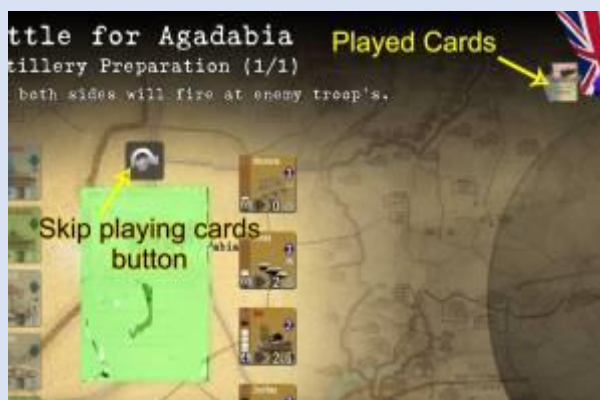 ttle for Agadabia
Played Cards
tillery Preparation (1/1)
both sides will fire at enemy troop's.
Skip playing cards
button